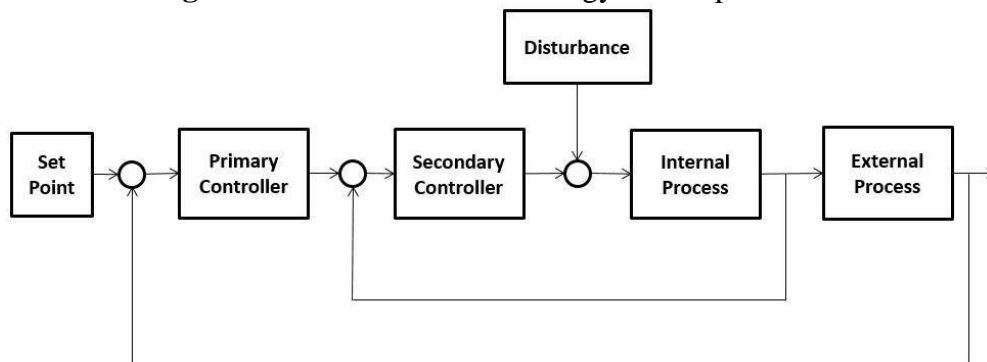 Disturbance
Set
Point
Primary
Controller
Secondary
Controller
Internal
Process
External
Process